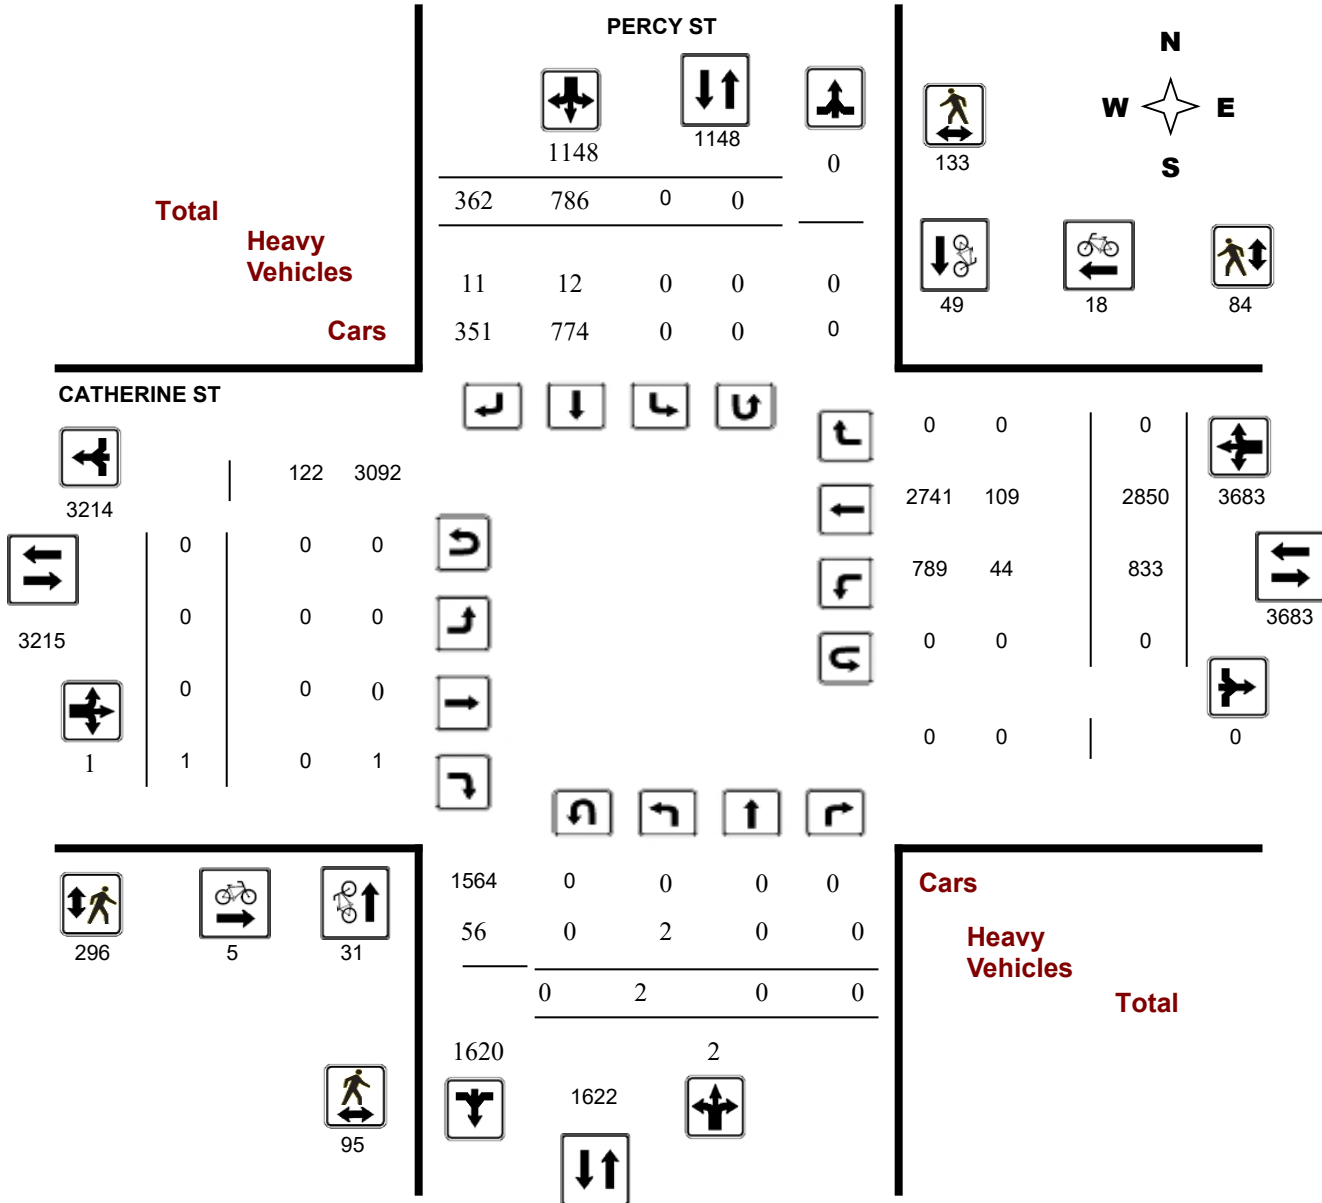 PERCY ST
N
W E
S
1148
1148
0
133
362 786 0 0
Total
Heavy
Vehicles
11 12 0 0 0
49 18 84
Cars
351 774 0 0 0
CATHERINE ST
0 0 0
122 3092
3214
2741 109 2850 3683
0 0 0
789 44 833
3683
0 0 0
3215
0 0 0
0 0 0
1 1 0 1
0 0 0
1564 0 0 0 0
Cars
56 0 2 0 0
Heavy
Vehicles
296 5 31
0 2 0 0
Total
1620 2
1622
95